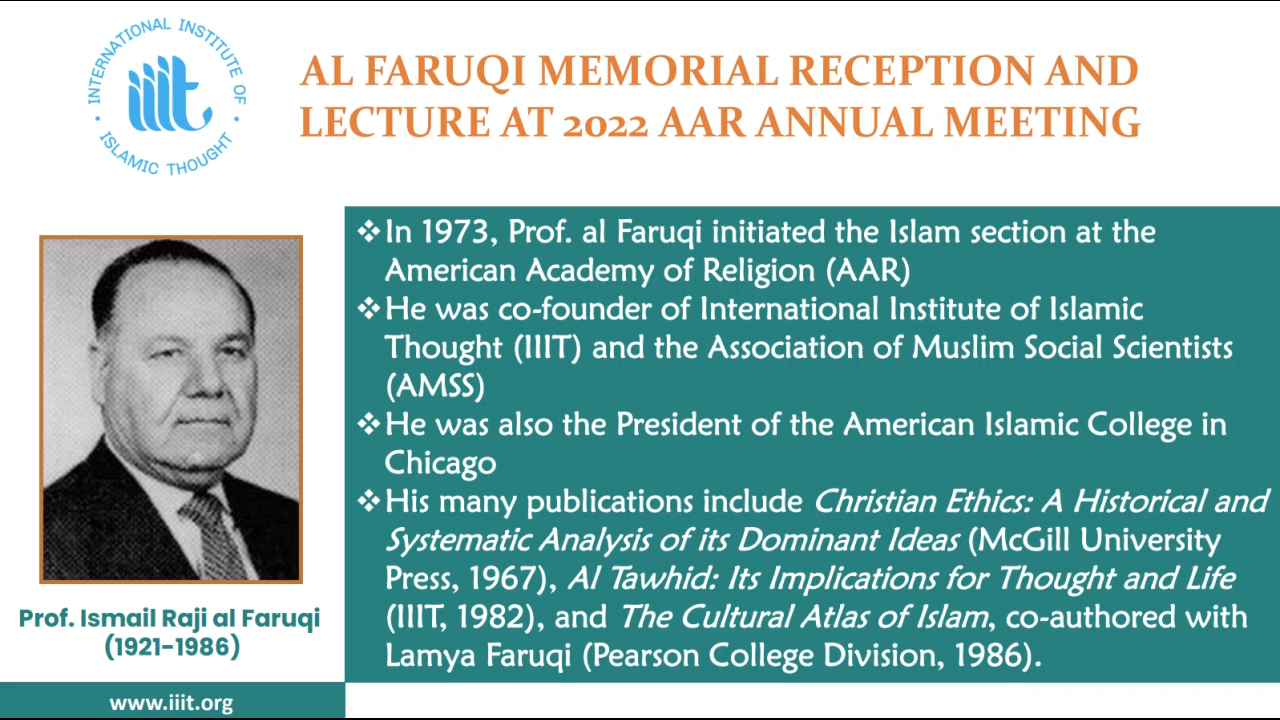 INTERNATIONAL INSTITUTE OF
iiit
ISLAMIC THOUGHT
AL FARUQI MEMORIAL RECEPTION AND
LECTURE AT 2022 AAR ANNUAL MEETING
❖In 1973, Prof. al Faruqi initiated the Islam section at the
American Academy of Religion (AAR)
❖He was co-founder of International Institute of Islamic
Thought (IIIT) and the Association of Muslim Social Scientists
(AMSS)
❖He was also the President of the American Islamic College in
Chicago
❖His many publications include Christian Ethics: A Historical and
Systematic Analysis of its Dominant Ideas (McGill University
Press, 1967), Al Tawhid: Its Implications for Thought and Life
(IIIT, 1982), and The Cultural Atlas of Islam, co-authored with
Lamya Faruqi (Pearson College Division, 1986).
Prof. Ismail Raji al Faruqi
(1921-1986)
www.iiit.org